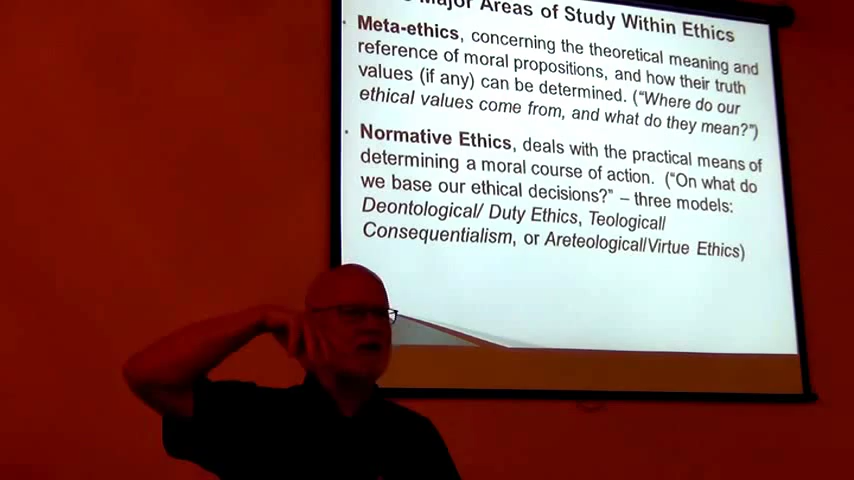 Major Areas of Study Within Ethics
Meta-ethics, concerning the theoretical meaning and
reference of moral propositions, and how their truth
values (if any) can be determined. ("Where do our
ethical values come from, and what do they mean?")
Normative Ethics, deals with the practical means of
determining a moral course of action. ("On what do
we base our ethical decisions?" – three models:
Deontological/ Duty Ethics, Teological/
Consequentialism, or Areteological/Virtue Ethics)